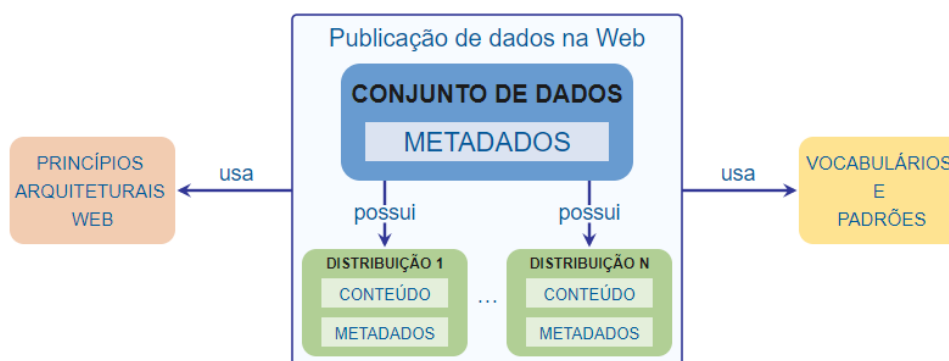 Publicação de dados na Web
CONJUNTO DE DADOS
METADADOS
PRINCÍPIOS
ARQUITETURAIS
WEB
usa
usa
VOCABULÁRIOS
E
PADRÕES
possui
possui
DISTRIBUIÇÃO 1
CONTEÚDO
METADADOS
...
DISTRIBUIÇÃO N
CONTEÚDO
METADADOS